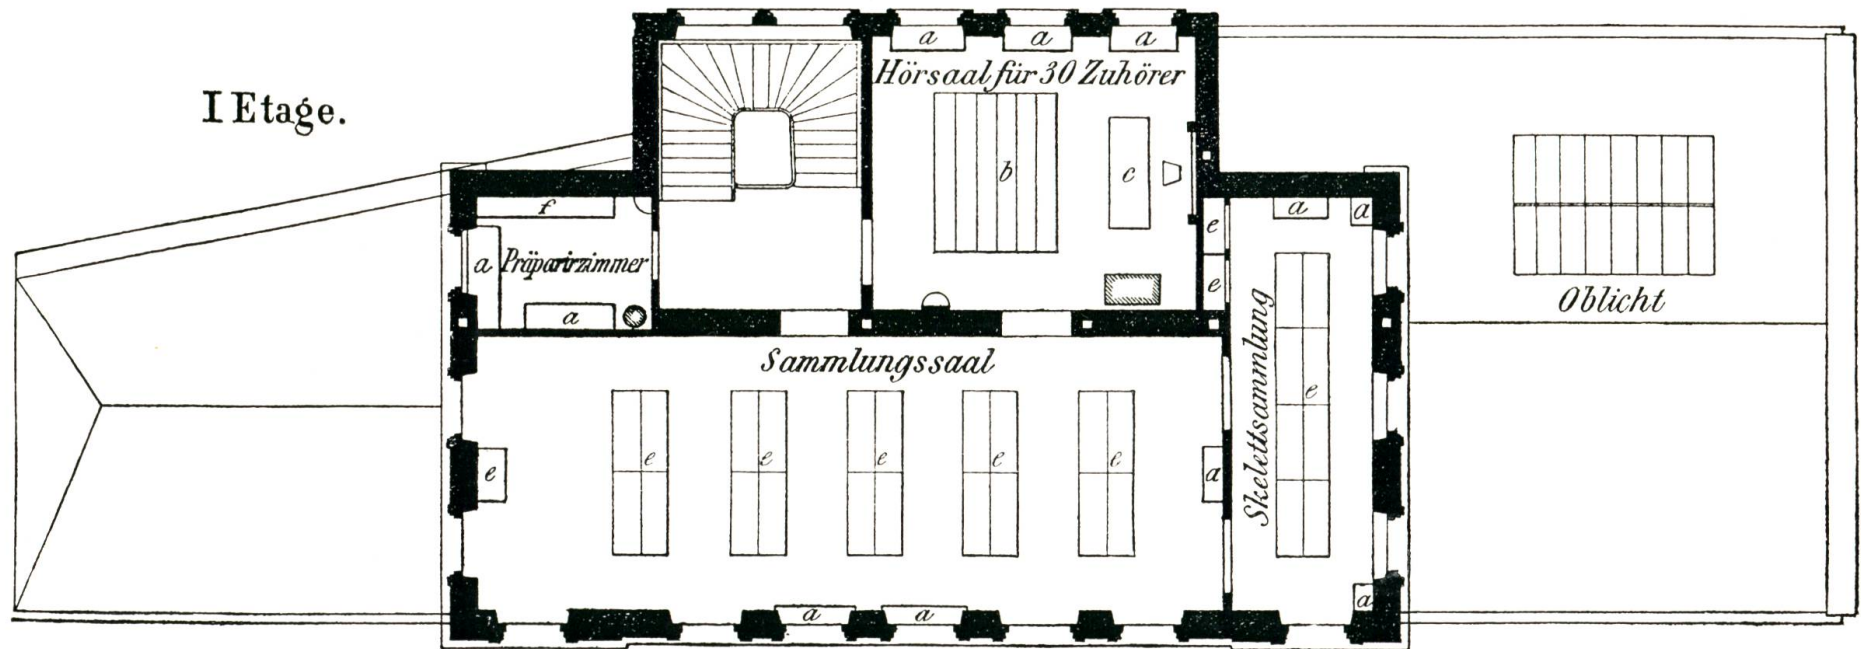 a a a
Hörsaal für 30 Zuhörer
I Etage.
b c
f a a
e
a Präparirzimmer
e
a
Oblicht
Sammlungssaal
Skelettsammlung
e
e e e e e
e a
a a a